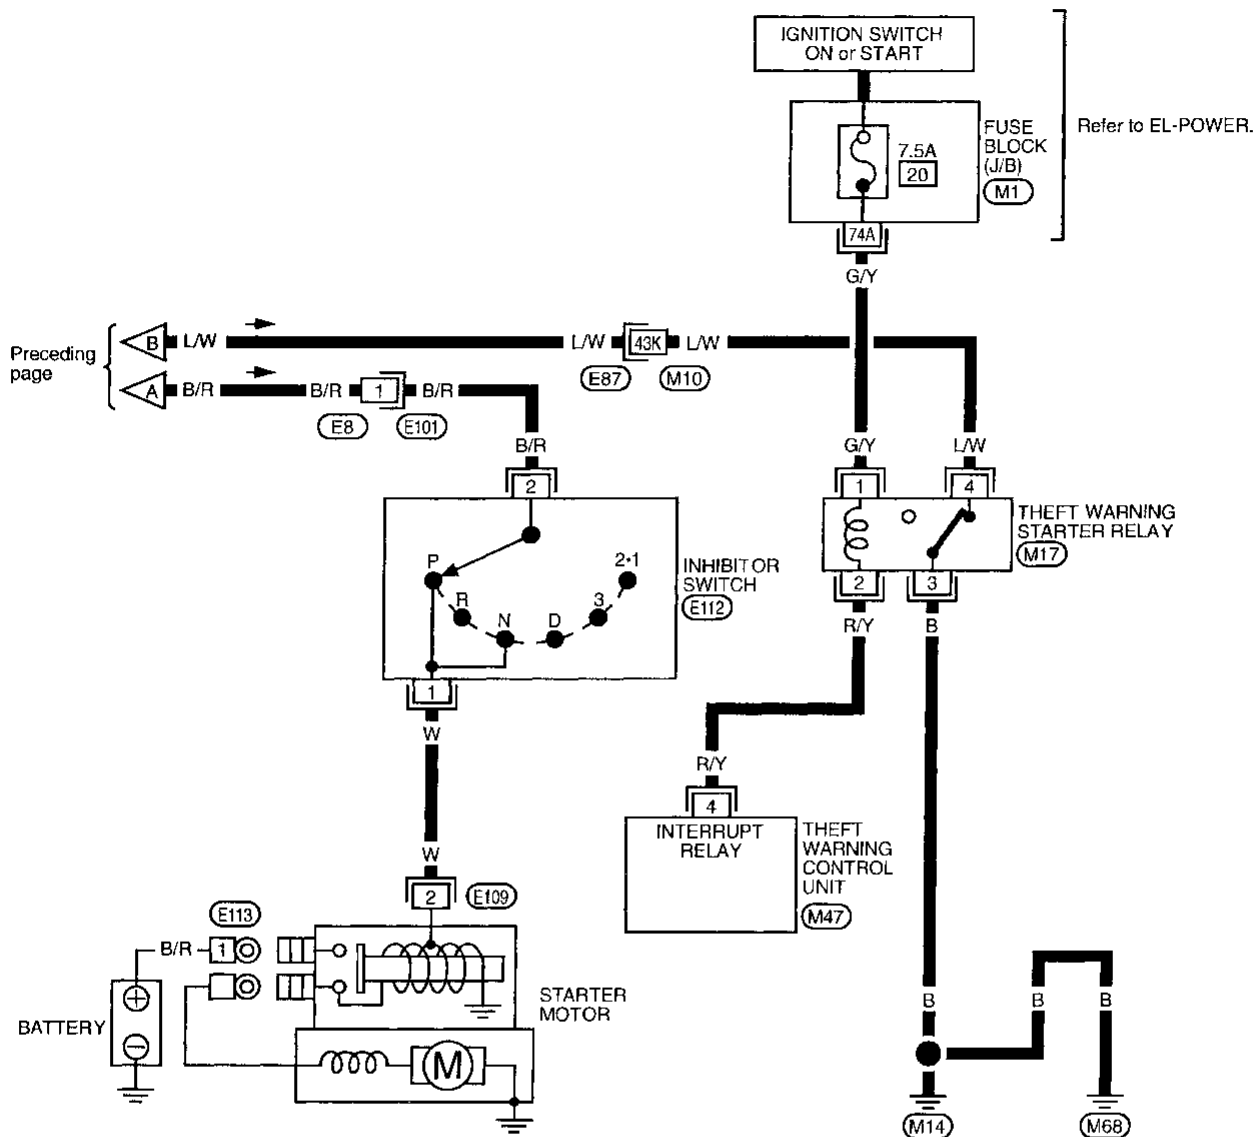 IGNITION SWITCH
ON or START
Refer to EL-POWER.
FUSE
BLOCK
(J/B)
M1
7.5A
20
74A
G/Y
Preceding
page
B
L/W
L/W
43K
L/W
E87
M10
A
B/R
B/R
1
B/R
E8
E101
B/R
G/Y
L/W
2
1
4
THEFT WARNING
STARTER RELAY
M17
P
R
N
D
3
2•1
INHIBITOR
SWITCH
E112
2
3
R/Y
B
1
W
R/Y
4
INTERRUPT
RELAY
THEFT
WARNING
CONTROL
UNIT
M47
W
2
E109
E113
B/R
1
BATTERY
+
−
STARTER
MOTOR
M
B
B
B
M14
M68